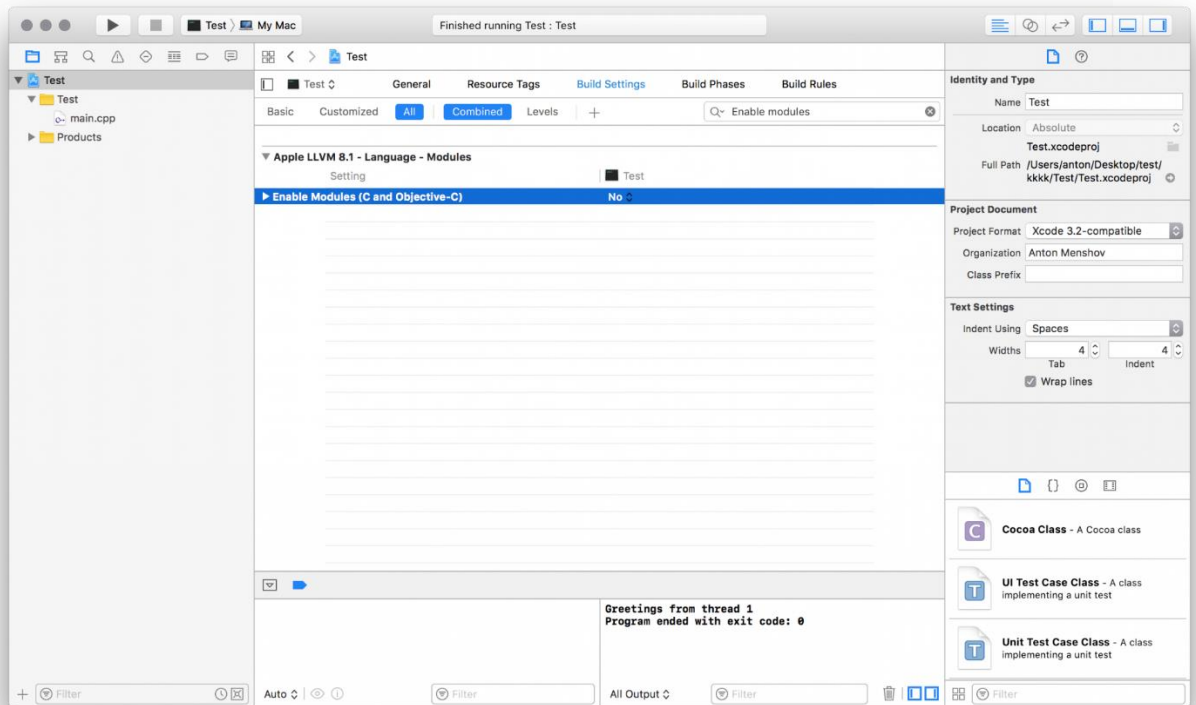 Test My Mac
Finished running Test : Test
Test
Test
Test
main.cpp
Products
Test
General
Resource Tags
Build Settings
Build Phases
Build Rules
Basic
Customized
All
Combined
Levels
Enable modules
Apple LLVM 8.1 - Language - Modules
Setting
Test
Enable Modules (C and Objective-C)
No
Identity and Type
Name Test
Location Absolute
Test.xcodeproj
Full Path /Users/anton/Desktop/test/
kkkk/Test/Test.xcodeproj
Project Document
Project Format Xcode 3.2-compatible
Organization Anton Menshov
Class Prefix
Text Settings
Indent Using Spaces
Widths 4 4
Tab Indent
Wrap lines
C Cocoa Class - A Cocoa class
T UI Test Case Class - A class
implementing a unit test
T Unit Test Case Class - A class
implementing a unit test
Greetings from thread 1
Program ended with exit code: 0
Filter
Auto
Filter
All Output
Filter
Filter